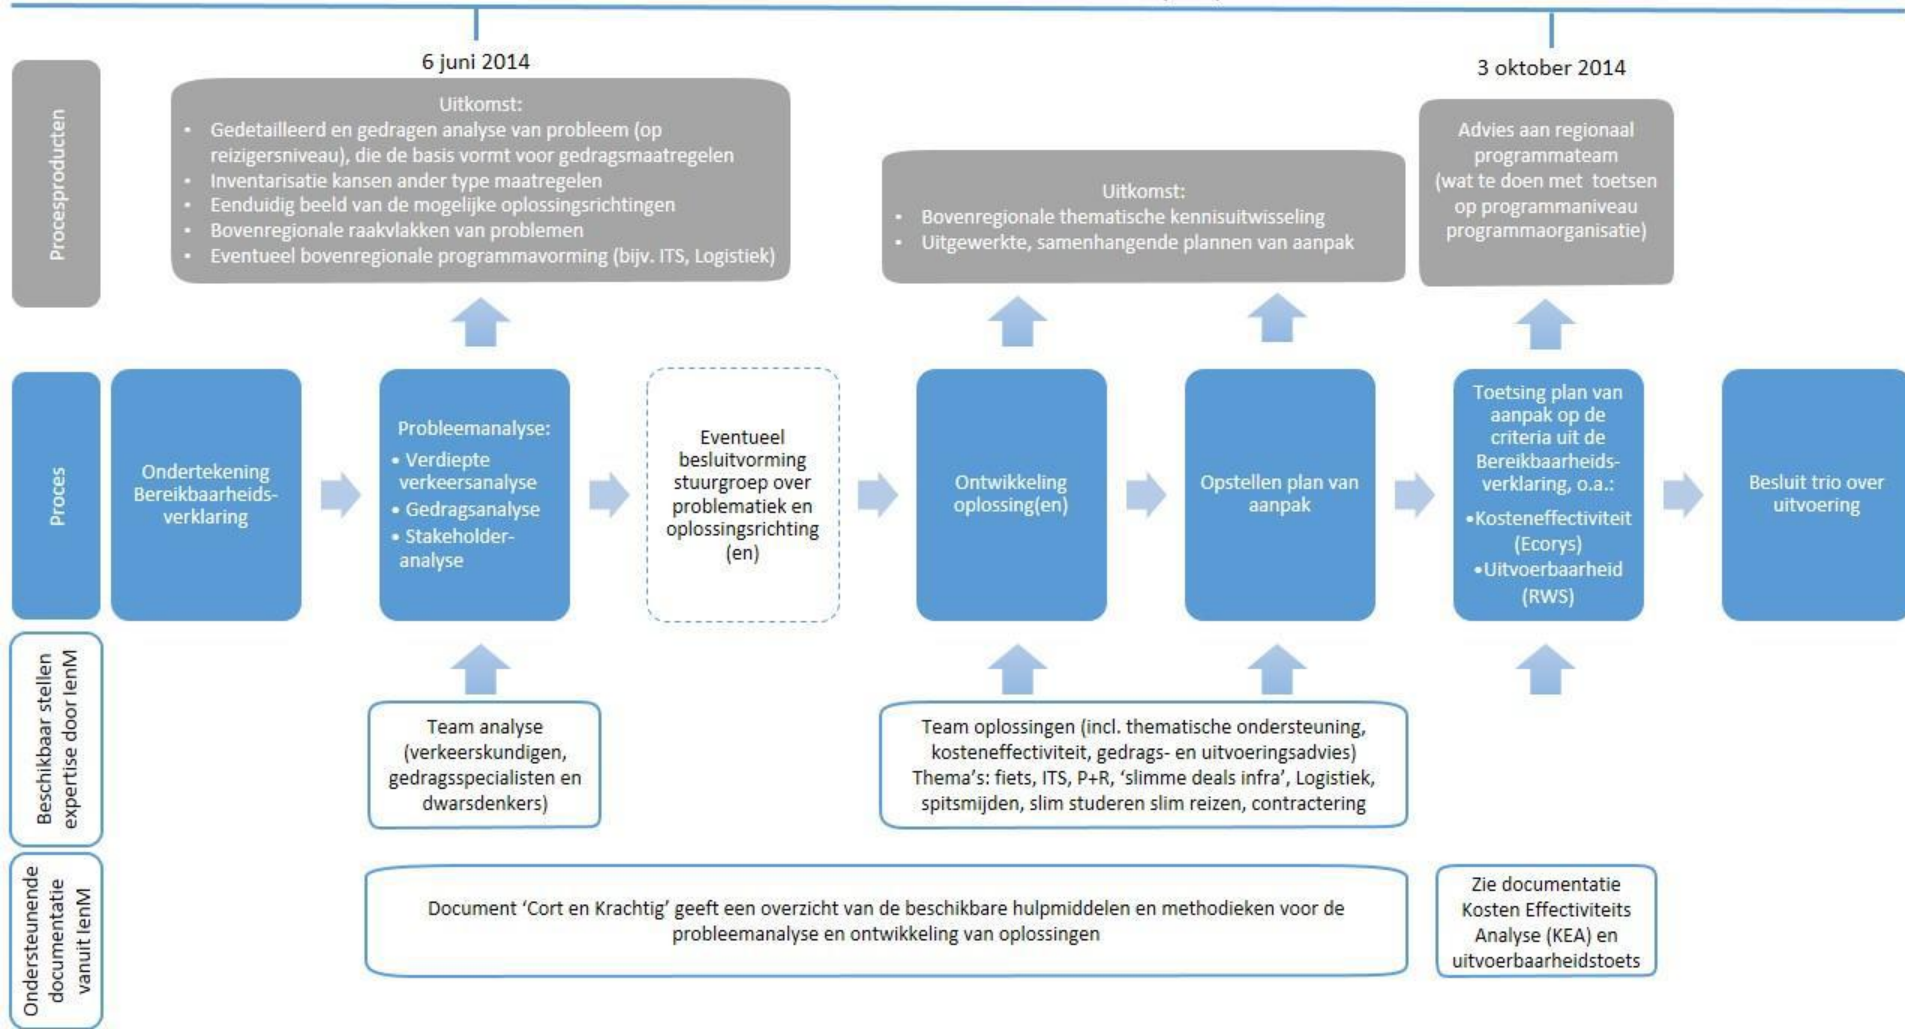 6 juni 2014
3 oktober 2014
Procesproducten
Uitkomst:
• Gedetailleerd en gedragen analyse van probleem (op
reizigersniveau), die de basis vormt voor gedragsmaatregelen
• Inventarisatie kansen ander type maatregelen
• Eenduidig beeld van de mogelijke oplossingsrichtingen
• Bovenregionale raakvlakken van problemen
• Eventueel bovenregionale programmavorming (bijv. ITS, Logistiek)
Uitkomst:
• Bovenregionale thematische kennisuitwisseling
• Uitgewerkte, samenhangende plannen van aanpak
Advies aan regionaal
programmateam
(wat te doen met toetsen
op programmaniveau
programmaorganisatie)
Proces
Ondertekening
Bereikbaarheids-
verklaring
Probleemanalyse:
• Verdiepte
verkeersanalyse
• Gedragsanalyse
• Stakeholder-
analyse
Eventueel
besluitvorming
stuurgroep over
problematiek en
oplossingsrichting
(en)
Ontwikkeling
oplossing(en)
Opstellen plan van
aanpak
Toetsing plan van
aanpak op de
criteria uit de
Bereikbaarheids-
verklaring, o.a.:
•Kosteneffectiviteit
(Ecorys)
•Uitvoerbaarheid
(RWS)
Besluit trio over
uitvoering
Beschikbaar stellen
expertise door IenM
Team analyse
(verkeerskundigen,
gedragsspecialisten en
dwarsdenkers)
Team oplossingen (incl. thematische ondersteuning,
kosteneffectiviteit, gedrags- en uitvoeringsadvies)
Thema's: fiets, ITS, P+R, 'slimme deals infra', Logistiek,
spitsmijden, slim studeren slim reizen, contractering
Ondersteunende
documentatie
vanuit IenM
Document 'Cort en Krachtig' geeft een overzicht van de beschikbare hulpmiddelen en methodieken voor de
probleemanalyse en ontwikkeling van oplossingen
Zie documentatie
Kosten Effectiviteits
Analyse (KEA) en
uitvoerbaarheidstoets